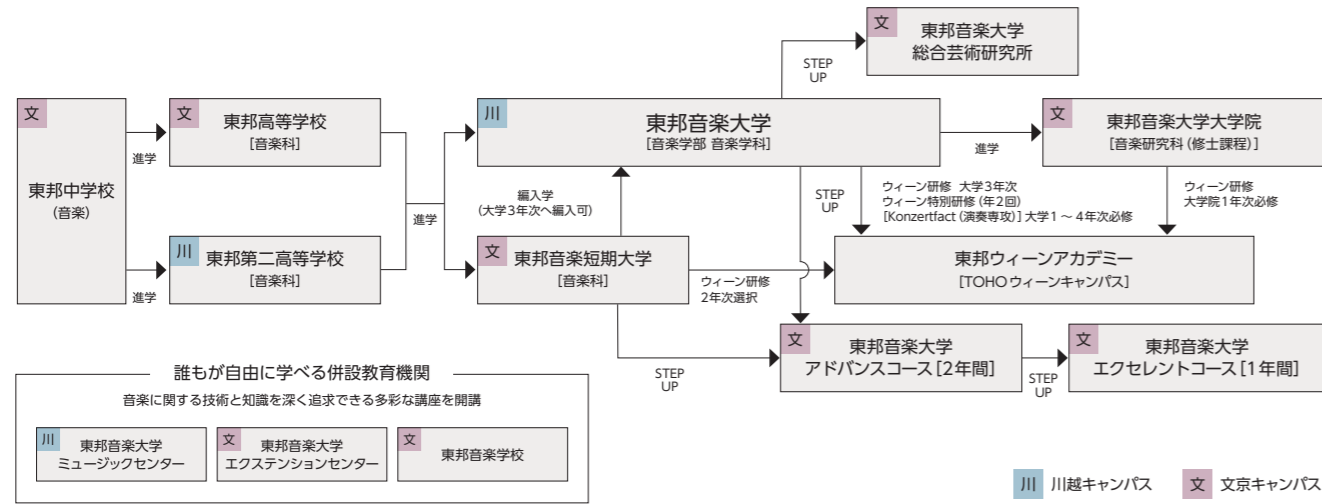 文
東邦音楽大学
総合芸術研究所
STEP
UP
文
東邦中学校
(音楽)
進学
進学
文
東邦高等学校
[音楽科]
川
東邦第二高等学校
[音楽科]
進学
川
東邦音楽大学
[音楽学部 音楽学科]
進学
文
東邦音楽大学大学院
[音楽研究科(修士課程)]
編入学
(大学3年次へ編入可)
STEP
UP
ウィーン研修 大学3年次
ウィーン特別研修(年2回)
[Konzertfact(演奏専攻)]大学1〜4年次必修
ウィーン研修
大学院1年次必修
文
東邦音楽短期大学
[音楽科]
ウィーン研修
2年次選択
東邦ウィーンアカデミー
[TOHOウィーンキャンパス]
STEP
UP
文
東邦音楽大学
アドバンスコース[2年間]
STEP
UP
文
東邦音楽大学
エクセレントコース[1年間]
誰もが自由に学べる併設教育機関
音楽に関する技術と知識を深く追求できる多彩な講座を開講
川
東邦音楽大学
ミュージックセンター
文
東邦音楽大学
エクステンションセンター
文
東邦音楽学校
川 川越キャンパス
文 文京キャンパス